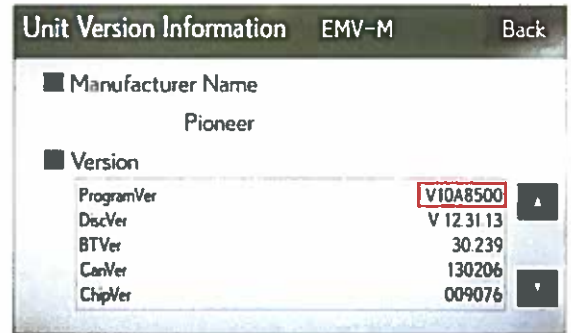 Unit Version Information EMV-M Back
Manufacturer Name
Pioneer
Version
ProgramVer V10A8500
DiscVer V 12.31.13
BTVer 30.239
CanVer 130206
ChipVer 009076